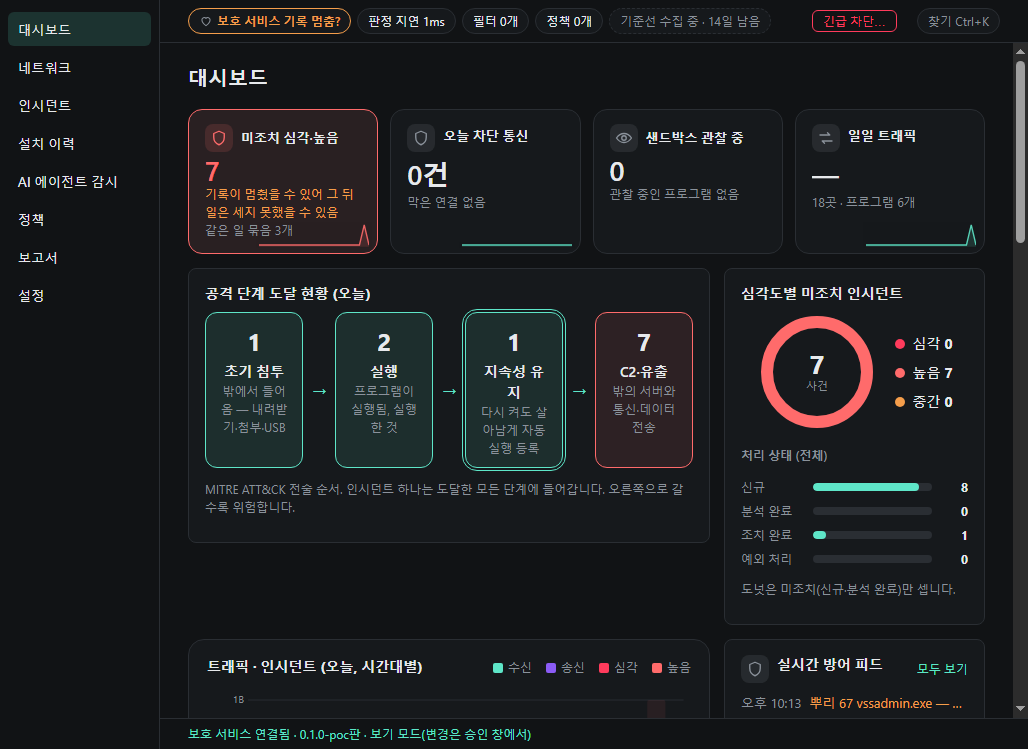 대시보드
네트워크
인시던트
설치 이력
AI 에이전트 감시
정책
보고서
설정
보호 서비스 기록 멈춤?
판정 지연 1ms
필터 0개
정책 0개
기준선 수집 중 · 14일 남음
긴급 차단...
찾기 Ctrl+K
대시보드
미조치 심각·높음
7
기록이 멈췄을 수 있어 그 뒤
일은 세지 못했을 수 있음
같은 일 묶음 3개
오늘 차단 통신
0건
막은 연결 없음
샌드박스 관찰 중
0
관찰 중인 프로그램 없음
일일 트래픽
—
18곳 · 프로그램 6개
공격 단계 도달 현황 (오늘)
1
초기 침투
밖에서 들어
옴 — 내려받
기·첨부·USB
→
2
실행
프로그램이
실행됨, 실행
한 것
→
1
지속성 유
지
다시 켜도 살
아남게 자동
실행 등록
→
7
C2·유출
밖의 서버와
통신·데이터
전송
MITRE ATT&CK 전술 순서. 인시던트 하나는 도달한 모든 단계에 들어갑니다. 오른쪽으로 갈
수록 위험합니다.
심각도별 미조치 인시던트
7
사건
심각 0
높음 7
중간 0
처리 상태 (전체)
신규 8
분석 완료 0
조치 완료 1
예외 처리 0
도넛은 미조치(신규·분석 완료)만 셉니다.
트래픽 · 인시던트 (오늘, 시간대별)
수신
송신
심각
높음
1B
실시간 방어 피드
모두 보기
오후 10:13 뿌리 67 vssadmin.exe — ...
보호 서비스 연결됨 · 0.1.0-poc판 · 보기 모드(변경은 승인 창에서)